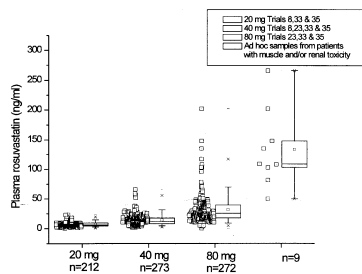 20 mg Trials 8,33 & 35
40 mg Trials 8,23,33 & 35
80 mg Trials 23,33 & 35
Ad hoc samples from patients
with muscle and/or renal toxicity
Plasma rosuvastatin (ng/ml)
300
250
200
150
100
50
0
20 mg
n=212
40 mg
n=273
80 mg
n=272
n=9